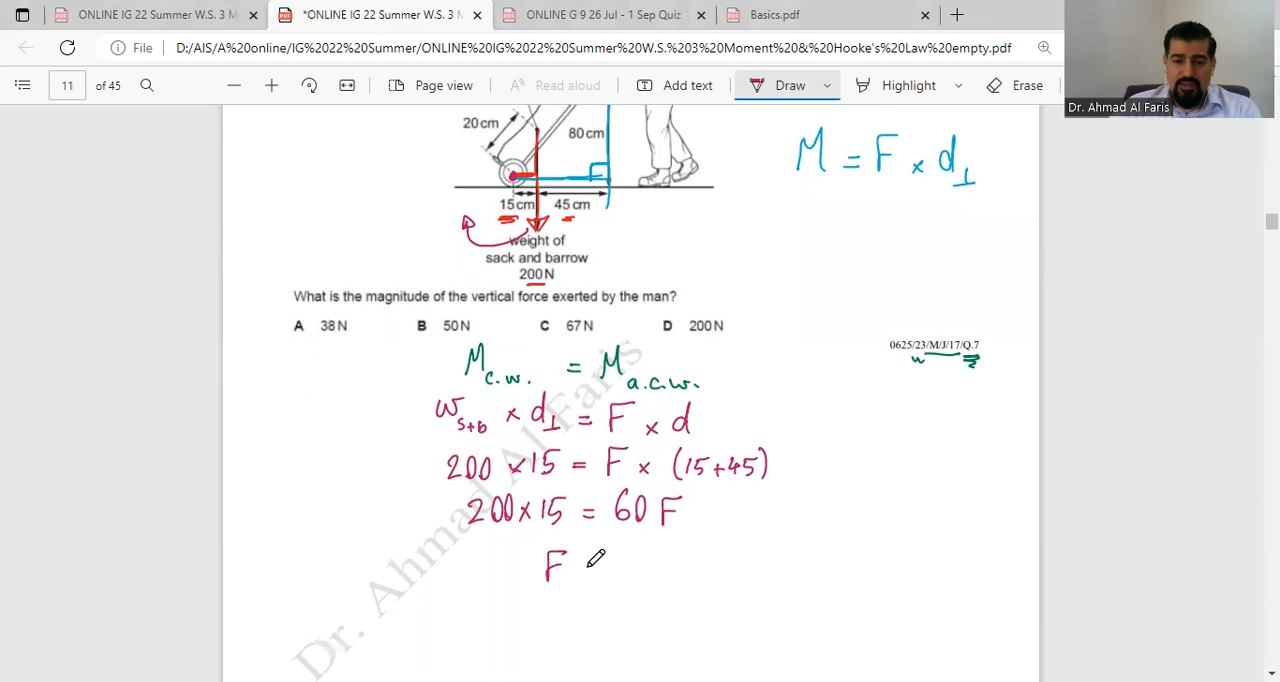 ONLINE IG 22 Summer W.S. 3 M
*ONLINE IG 22 Summer W.S. 3 M
ONLINE G 9 26 Jul - 1 Sep Quiz
Basics.pdf
File
D:/AIS/A%20online/IG%2022%20Summer/ONLINE%20IG%2022%20Summer%20W.S.%203%20Moment%20&%20Hooke's%20Law%20empty.pdf
11 of 45
Page view
Read aloud
Add text
Draw
Highlight
Erase
Dr. Ahmad Al Faris
20 cm
80 cm
M = F × d⊥
15 cm 45 cm
weight of
sack and barrow
200 N
What is the magnitude of the vertical force exerted by the man?
A 38 N B 50 N C 67 N D 200 N
0625/23/M/J/17/Q.7
M c.w. = M a.c.w.
W s+b × d⊥ = F × d
200 × 15 = F × (15+45)
200 × 15 = 60 F
F
Dr. Ahmad Al Faris